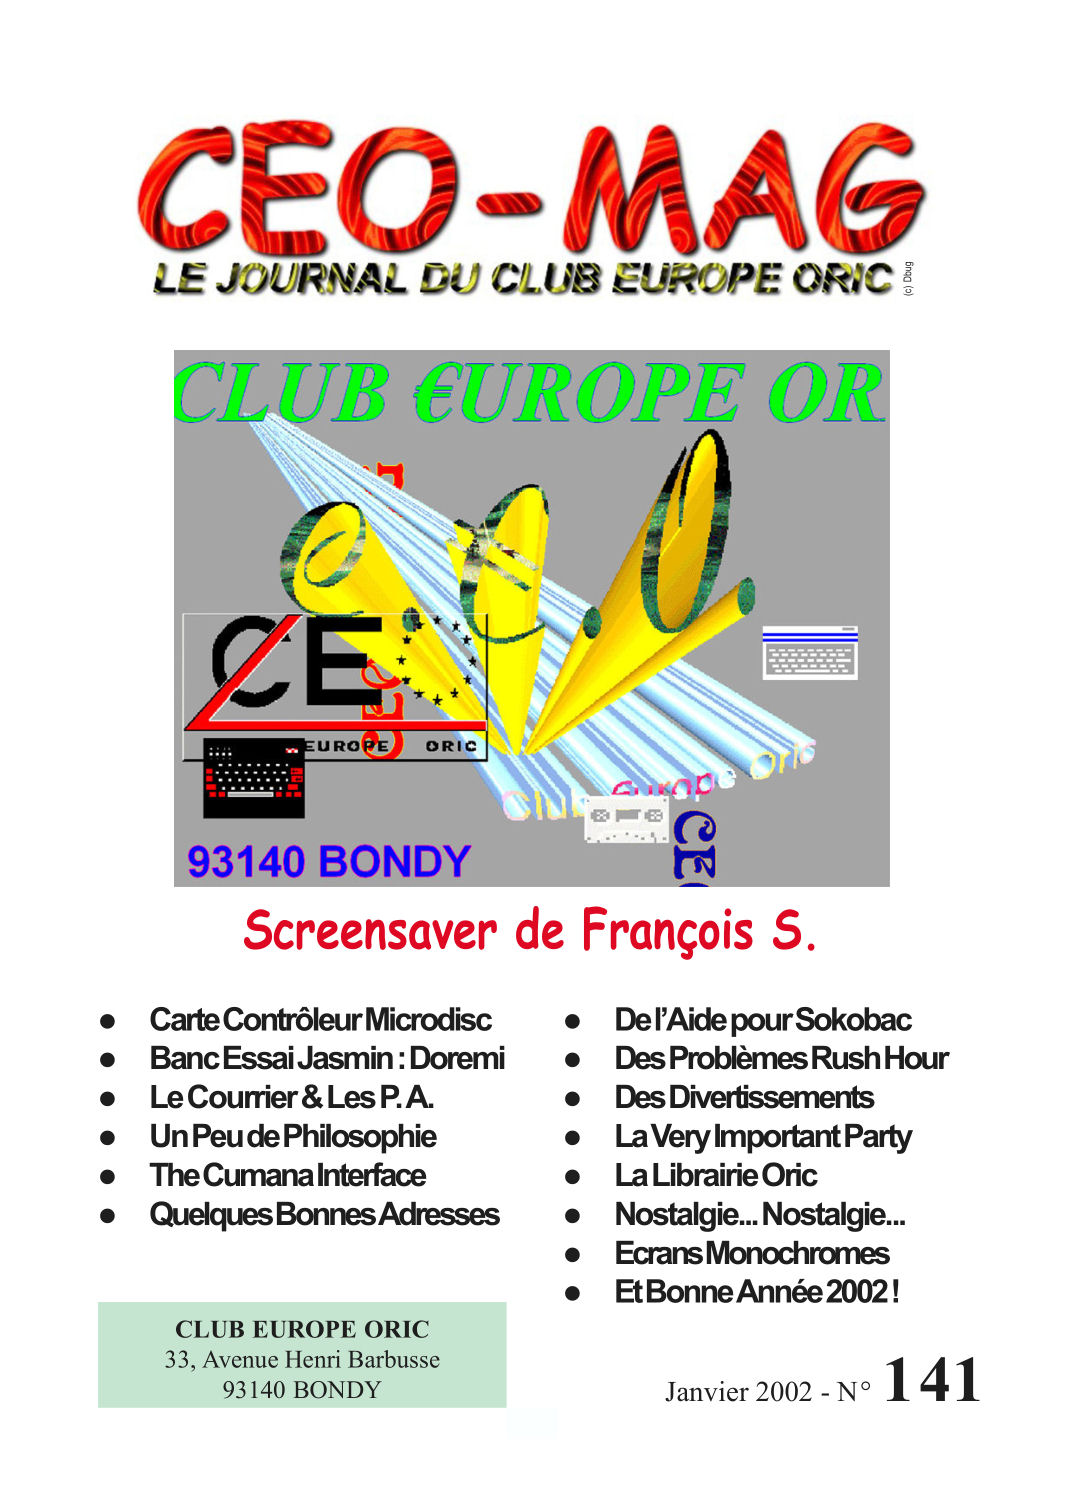 CEO-MAG
LE JOURNAL DU CLUB EUROPE ORIC
(c) Dbug
CLUB €UROPE OR
c.e.o.
CE
EUROPE ORIC
Club Europe Oric
CEO
93140 BONDY
Screensaver de François S.
● Carte Contrôleur Microdisc
● Banc Essai Jasmin : Doremi
● Le Courrier & Les P. A.
● Un Peu de Philosophie
● The Cumana Interface
● Quelques Bonnes Adresses
● De l'Aide pour Sokobac
● Des Problèmes Rush Hour
● Des Divertissements
● La Very Important Party
● La Librairie Oric
● Nostalgie... Nostalgie...
● Ecrans Monochromes
● Et Bonne Année 2002 !
CLUB EUROPE ORIC
33, Avenue Henri Barbusse
93140 BONDY
Janvier 2002 - N° 141